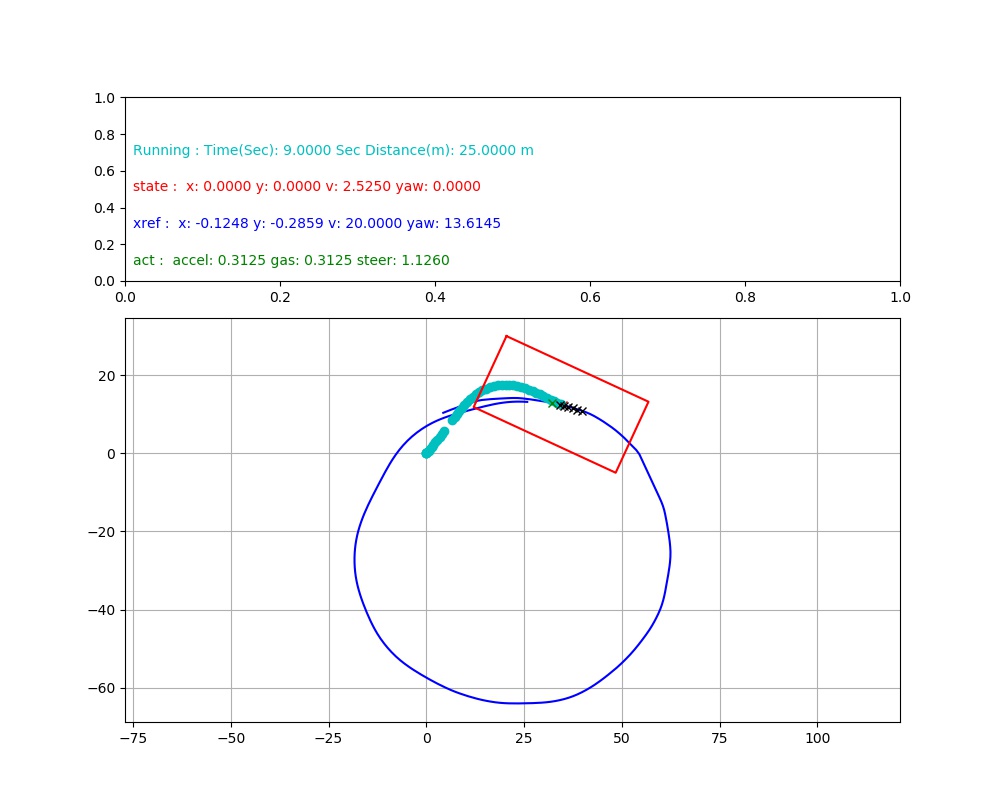 1.0
0.8
Running : Time(Sec): 9.0000 Sec Distance(m): 25.0000 m
0.6
state :  x: 0.0000 y: 0.0000 v: 2.5250 yaw: 0.0000
0.4
xref :  x: -0.1248 y: -0.2859 v: 20.0000 yaw: 13.6145
0.2
act :  accel: 0.3125 gas: 0.3125 steer: 1.1260
0.0
0.0 0.2 0.4 0.6 0.8 1.0
20
0
−20
−40
−60
−75 −50 −25 0 25 50 75 100